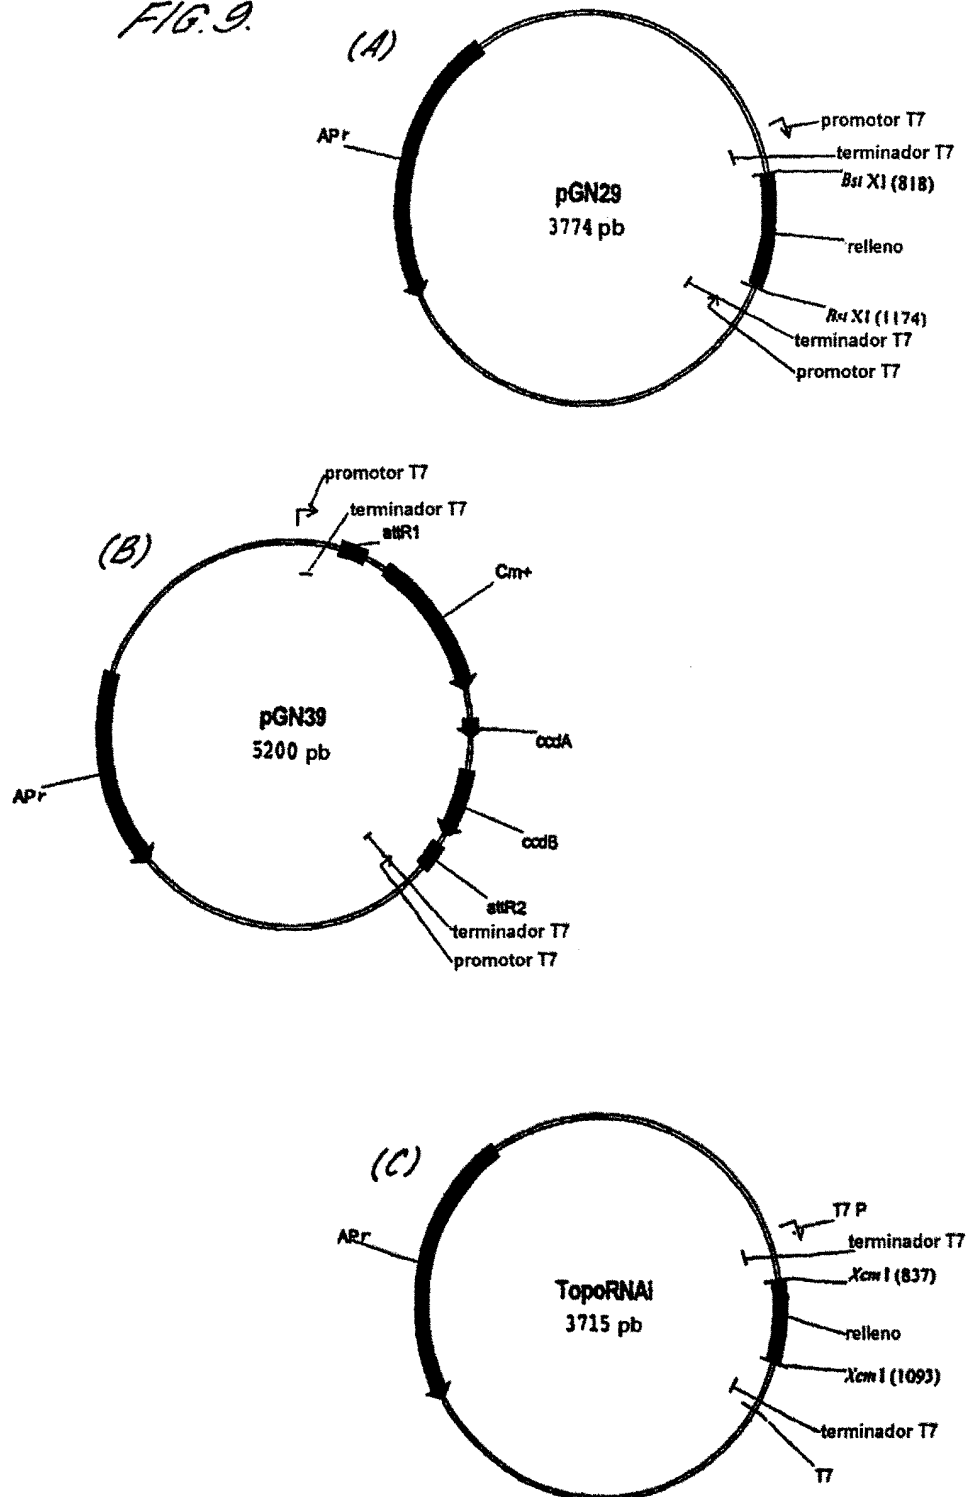 FIG. 9.
(A)
APr
pGN29
3774 pb
promotor T7
terminador T7
Bst XI (818)
relleno
Bst XI (1174)
terminador T7
promotor T7
(B)
promotor T7
terminador T7
attR1
Cm+
pGN39
5200 pb
ccdA
APr
ccdB
attR2
terminador T7
promotor T7
(C)
APr
TopoRNAi
3715 pb
T7 P
terminador T7
Xcm I (837)
relleno
Xcm I (1093)
terminador T7
T7